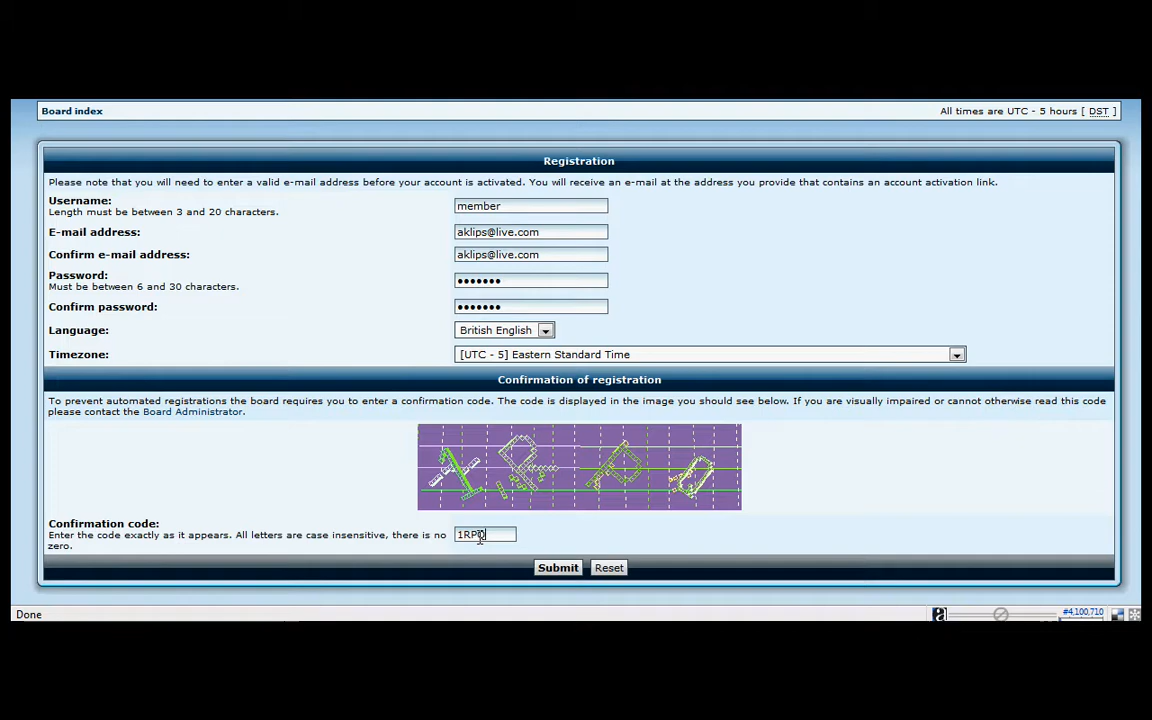 Board index
All times are UTC - 5 hours [ DST ]
Registration
Please note that you will need to enter a valid e-mail address before your account is activated. You will receive an e-mail at the address you provide that contains an account activation link.
Username:
member
Length must be between 3 and 20 characters.
E-mail address:
aklips@live.com
Confirm e-mail address:
aklips@live.com
Password:
●●●●●●●
Must be between 6 and 30 characters.
Confirm password:
●●●●●●●
Language:
British English
Timezone:
[UTC - 5] Eastern Standard Time
Confirmation of registration
To prevent automated registrations the board requires you to enter a confirmation code. The code is displayed in the image you should see below. If you are visually impaired or cannot otherwise read this code
please contact the Board Administrator.
Confirmation code:
Enter the code exactly as it appears. All letters are case insensitive, there is no
zero.
Submit
Reset
Done
#4,100,710